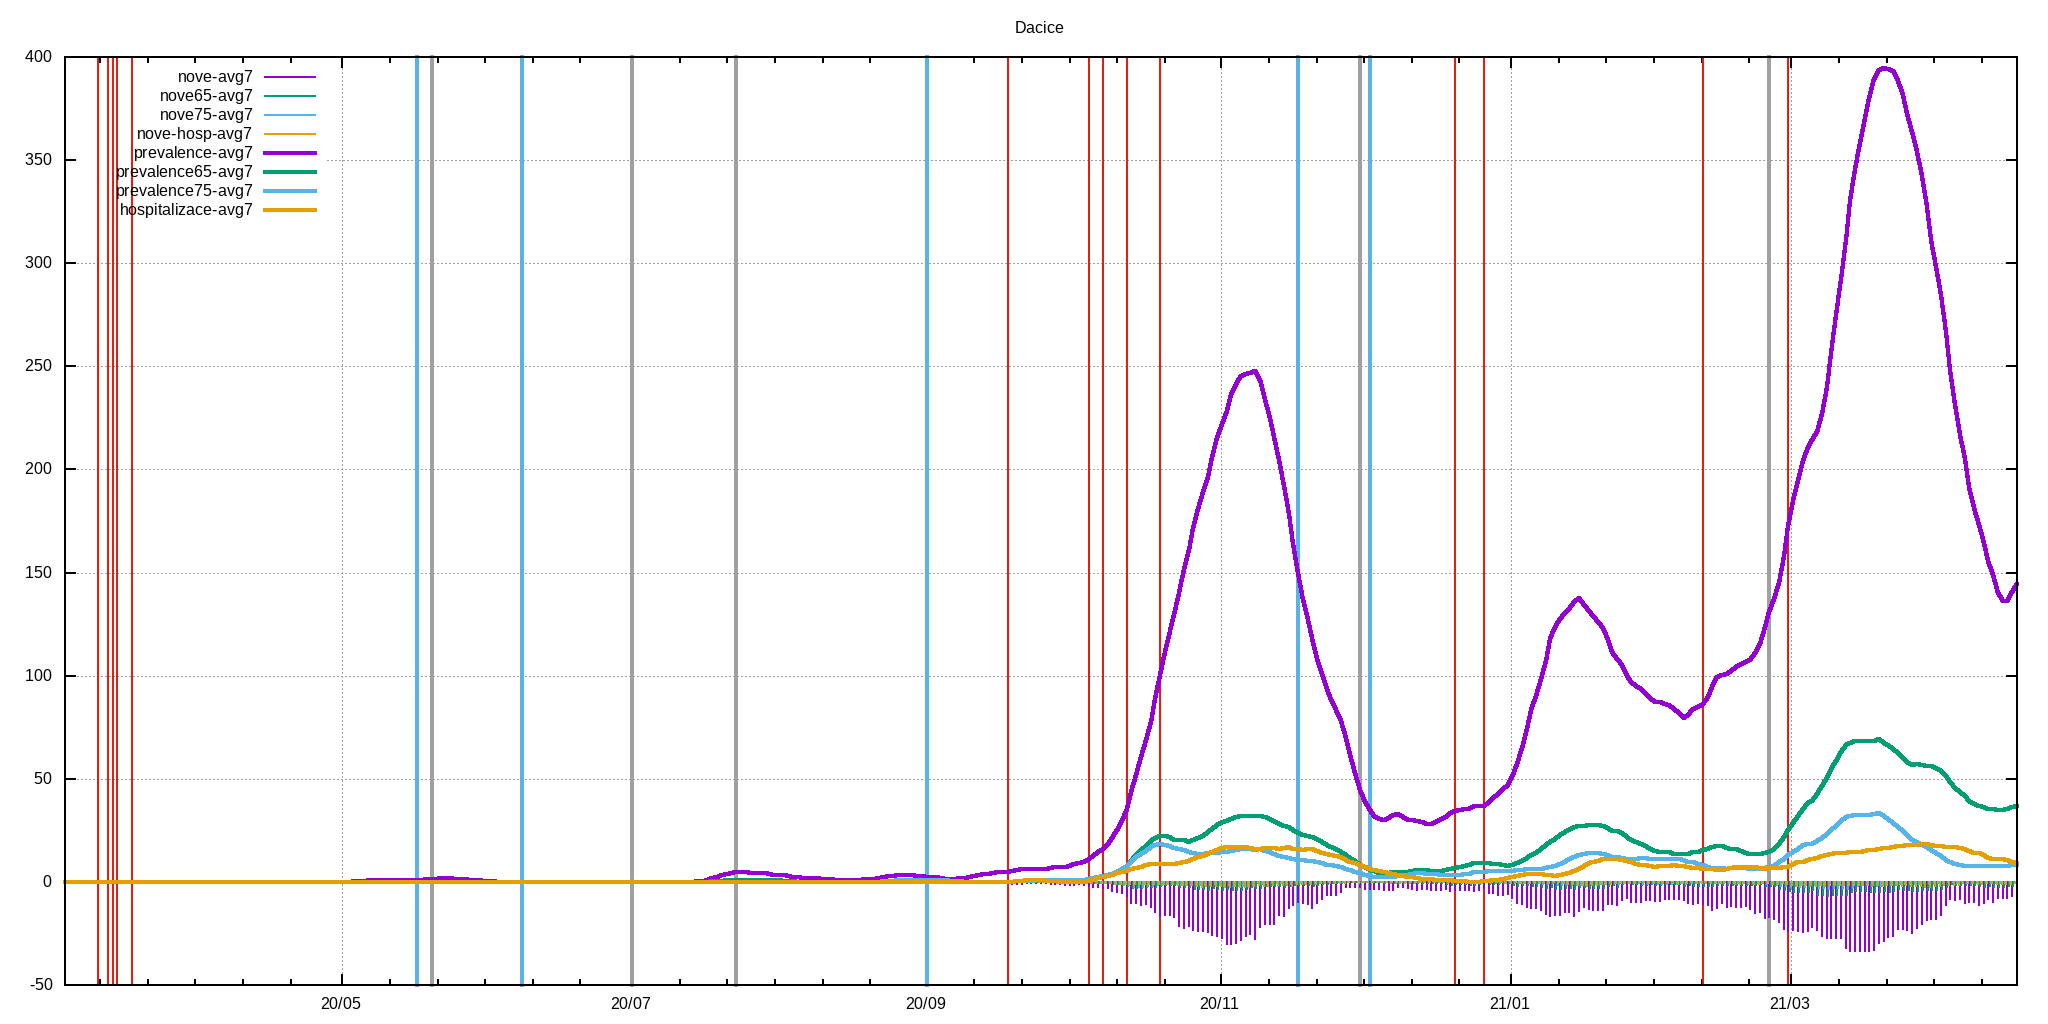 Dacice
400
350
300
250
200
150
100
50
0
-50
nove-avg7
nove65-avg7
nove75-avg7
nove-hosp-avg7
prevalence-avg7
prevalence65-avg7
prevalence75-avg7
hospitalizace-avg7
20/05 20/07 20/09 20/11 21/01 21/03